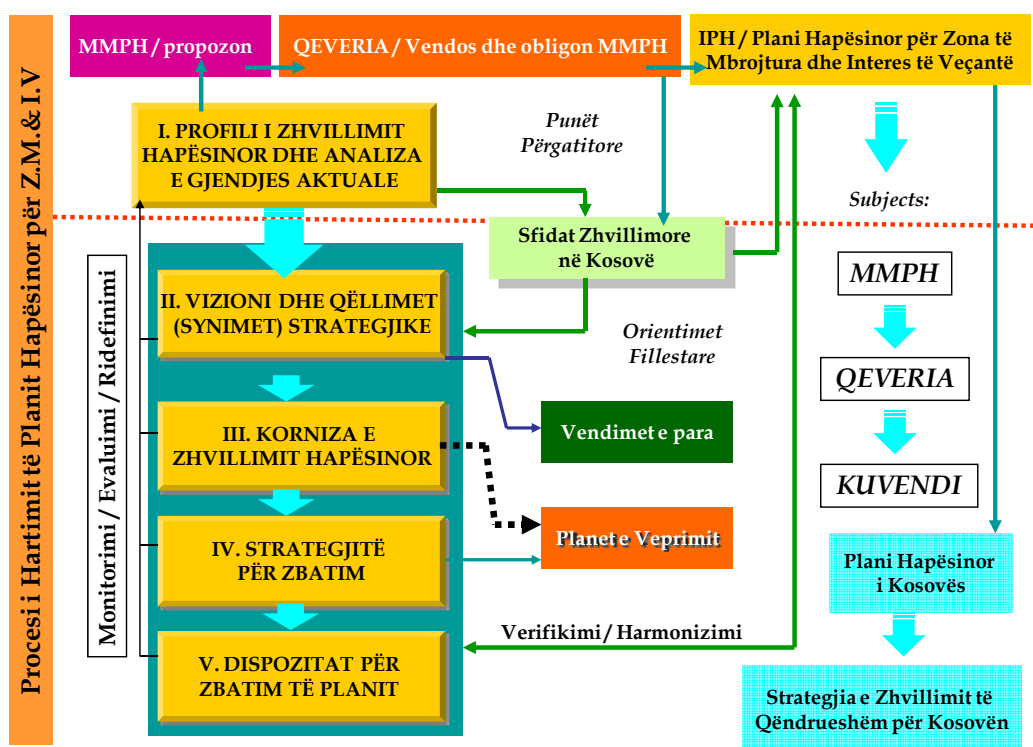 Procesi i Hartimit të Planit Hapësinor për Z.M.& I.V
MMPH / propozon
QEVERIA / Vendos dhe obligon MMPH
IPH / Plani Hapësinor për Zona të
Mbrojtura dhe Interes të Veçantë
I. PROFILI I ZHVILLIMIT
HAPËSINOR DHE ANALIZA
E GJENDJES AKTUALE
Punët
Përgatitore
Subjects:
Sfidat Zhvillimore
në Kosovë
Monitorimi / Evaluimi / Ridefinimi
II. VIZIONI DHE QËLLIMET
(SYNIMET) STRATEGJIKE
Orientimet
Fillestare
MMPH
QEVERIA
KUVENDI
III. KORNIZA E
ZHVILLIMIT HAPËSINOR
Vendimet e para
IV. STRATEGJITË
PËR ZBATIM
Planet e Veprimit
Plani Hapësinor
i Kosovës
Verifikimi / Harmonizimi
V. DISPOZITAT PËR
ZBATIM TË PLANIT
Strategjia e Zhvillimit të
Qëndrueshëm për Kosovën